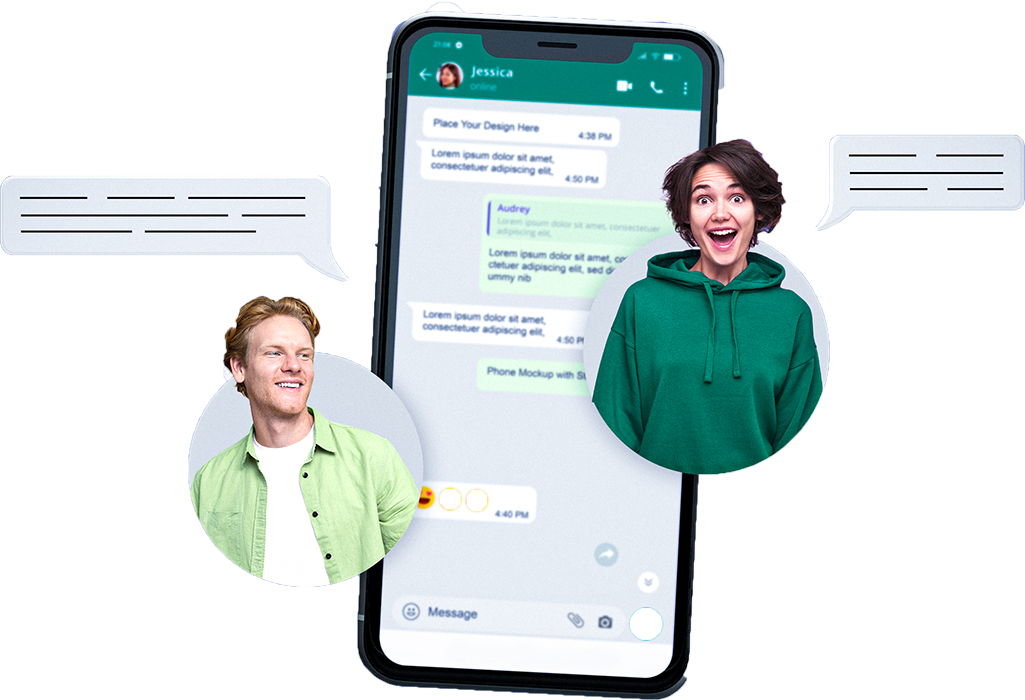 21:04
Jessica
online
Place Your Design Here
4:38 PM
Lorem ipsum dolor sit amet,
consectetuer adipiscing elit,
4:50 PM
Audrey
Lorem ipsum dolor sit amet, consectetuer
adipiscing elit,
Lorem ipsum dolor sit amet,
ctetuer adipiscing elit, sed
ummy nib
Lorem ipsum dolor sit amet,
consectetuer adipiscing elit,
4:50
Phone Mockup with
4:40 PM
Message